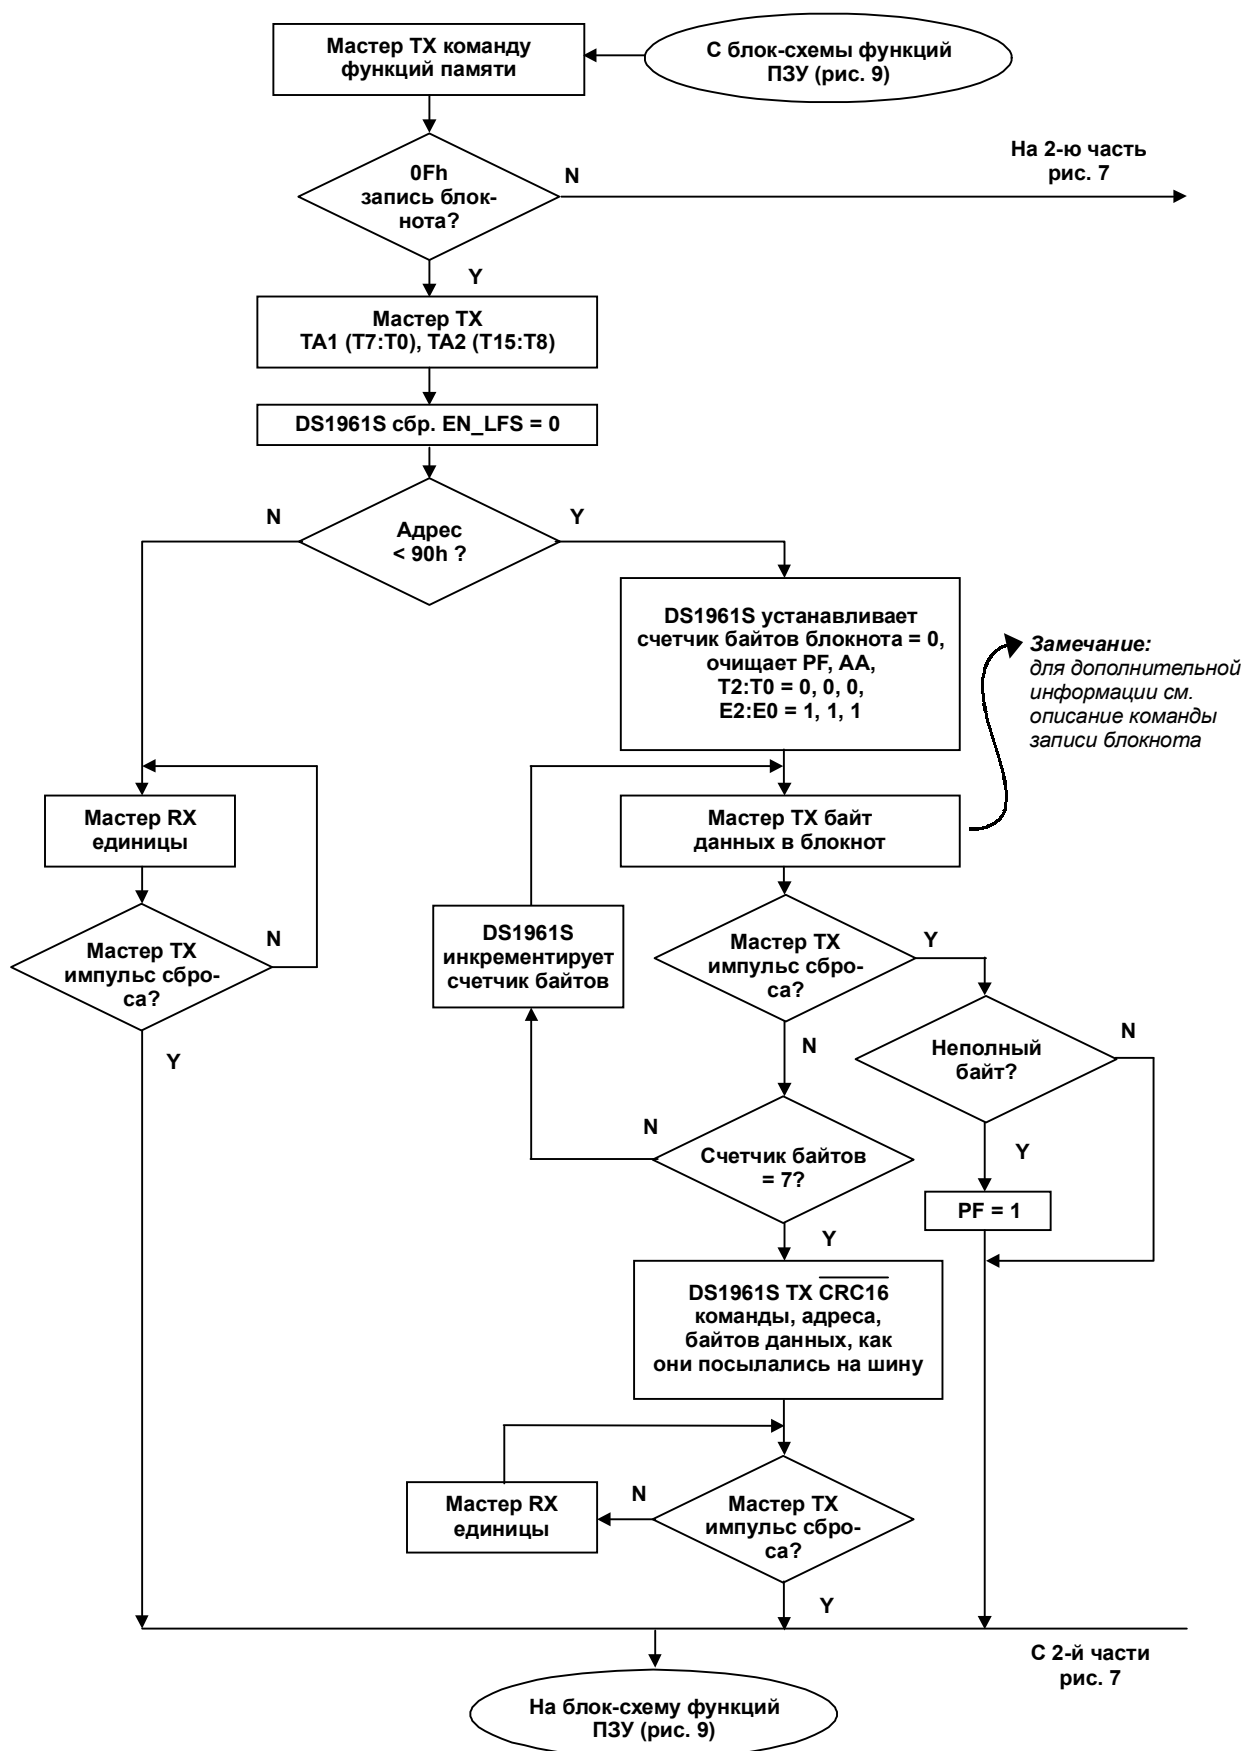 Мастер TX команду
функций памяти
С блок-схемы функций
ПЗУ (рис. 9)
0Fh
запись блок-
нота?
N
На 2-ю часть
рис. 7
Y
Мастер TX
TA1 (T7:T0), TA2 (T15:T8)
DS1961S сбр. EN_LFS = 0
N
Y
Адрес
< 90h ?
DS1961S устанавливает
счетчик байтов блокнота = 0,
очищает PF, AA,
T2:T0 = 0, 0, 0,
E2:E0 = 1, 1, 1
Замечание:
для дополнительной
информации см.
описание команды
записи блокнота
Мастер RX
единицы
Мастер TX байт
данных в блокнот
Мастер TX
импульс сбро-
са?
N
Y
DS1961S
инкрементирует
счетчик байтов
Мастер TX
импульс сбро-
са?
Y
N
Неполный
байт?
N
Y
N
Счетчик байтов
= 7?
Y
PF = 1
DS1961S TX CRC16
команды, адреса,
байтов данных, как
они посылались на шину
Мастер RX
единицы
N
Мастер TX
импульс сбро-
са?
Y
С 2-й части
рис. 7
На блок-схему функций
ПЗУ (рис. 9)